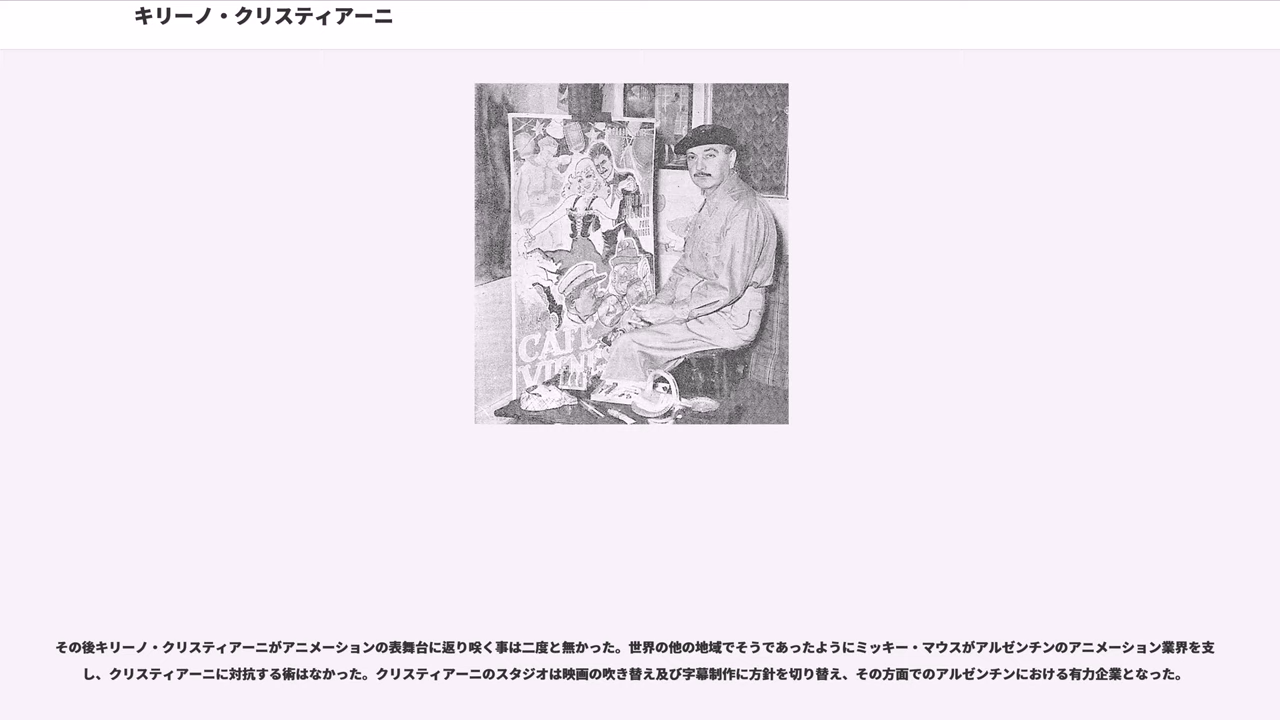 キリーノ・クリスティアーニ
CAFE
その後キリーノ・クリスティアーニがアニメーションの表舞台に返り咲く事は二度と無かった。世界の他の地域でそうであったようにミッキー・マウスがアルゼンチンのアニメーション業界を支
し、クリスティアーニに対抗する術はなかった。クリスティアーニのスタジオは映画の吹き替え及び字幕制作に方針を切り替え、その方面でのアルゼンチンにおける有力企業となった。